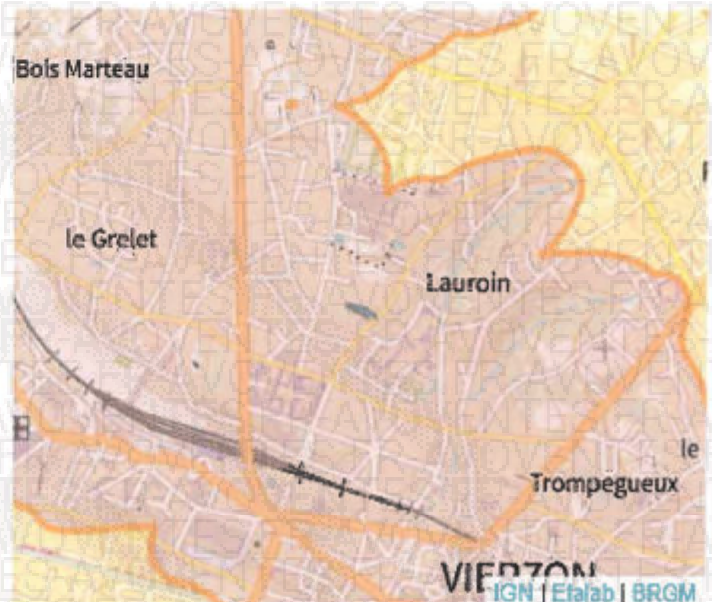 Bois Marteau
le Grelet
Lauroin
le
Trompegueux
VIERZON
IGN | Etalab | BRGM